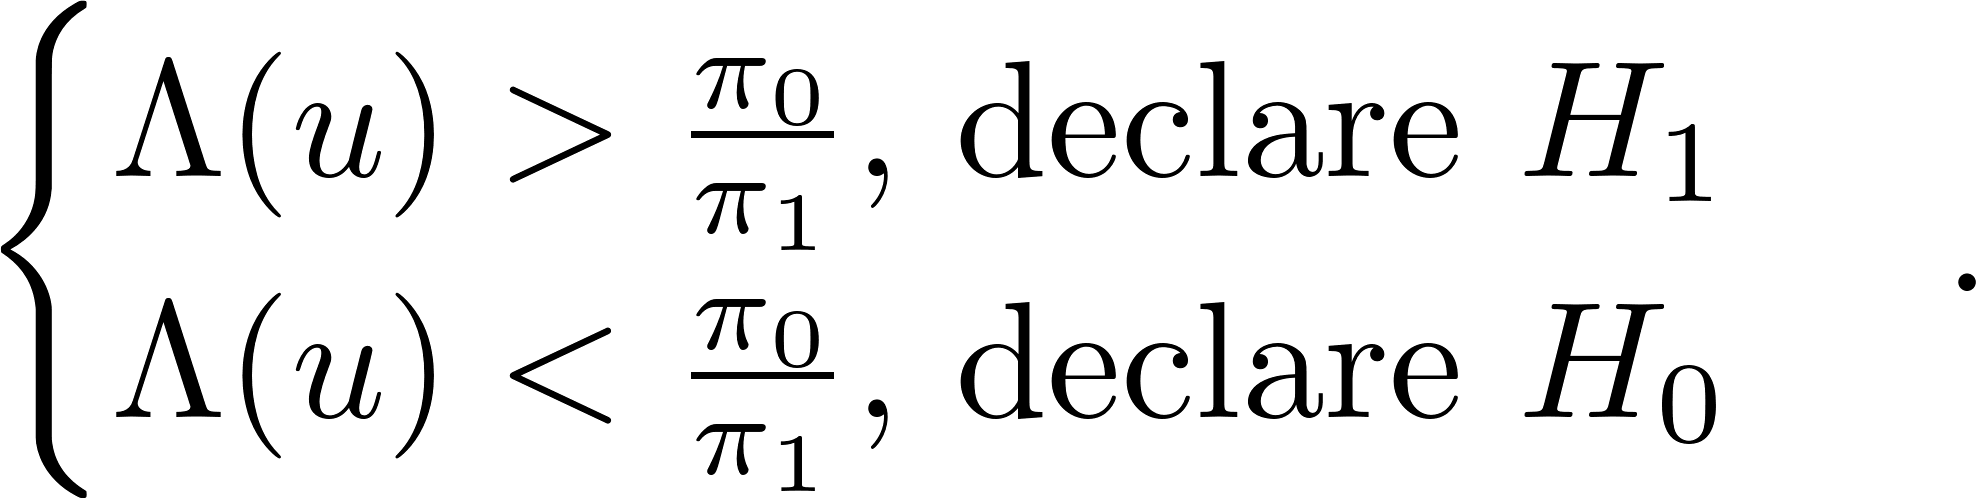 Λ(u) > π₀/π₁, declare H₁
Λ(u) < π₀/π₁, declare H₀ .